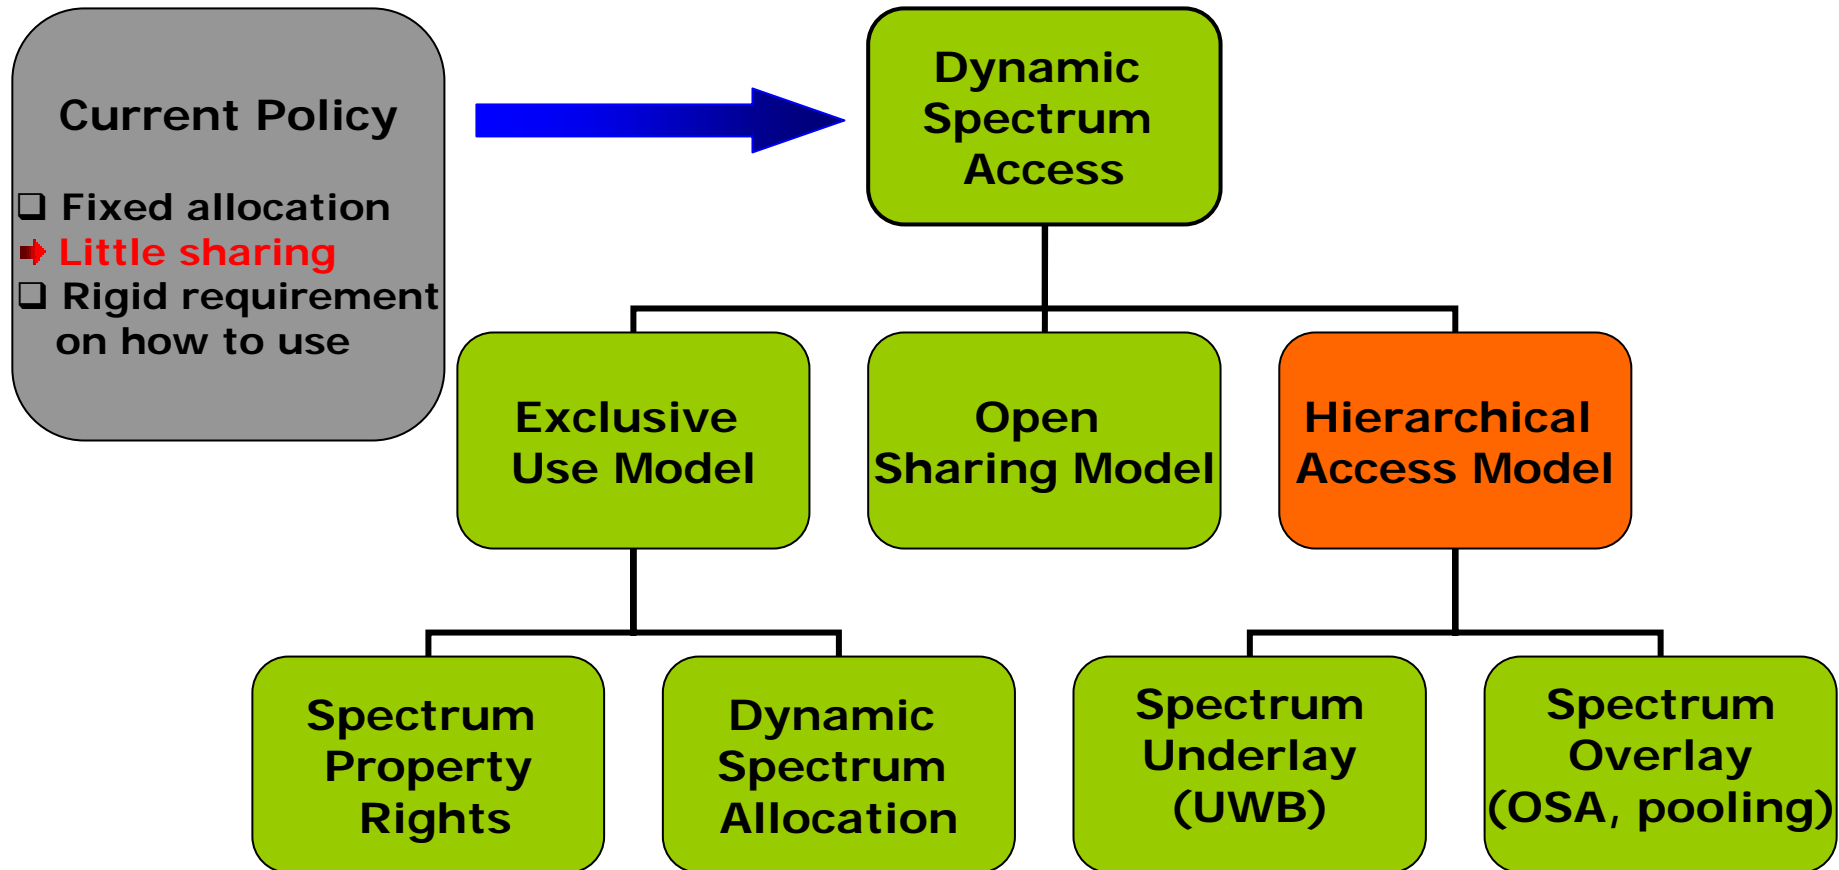 Current Policy
❑ Fixed allocation
➡ Little sharing
❑ Rigid requirement
on how to use
Dynamic
Spectrum
Access
Exclusive
Use Model
Open
Sharing Model
Hierarchical
Access Model
Spectrum
Property
Rights
Dynamic
Spectrum
Allocation
Spectrum
Underlay
(UWB)
Spectrum
Overlay
(OSA, pooling)